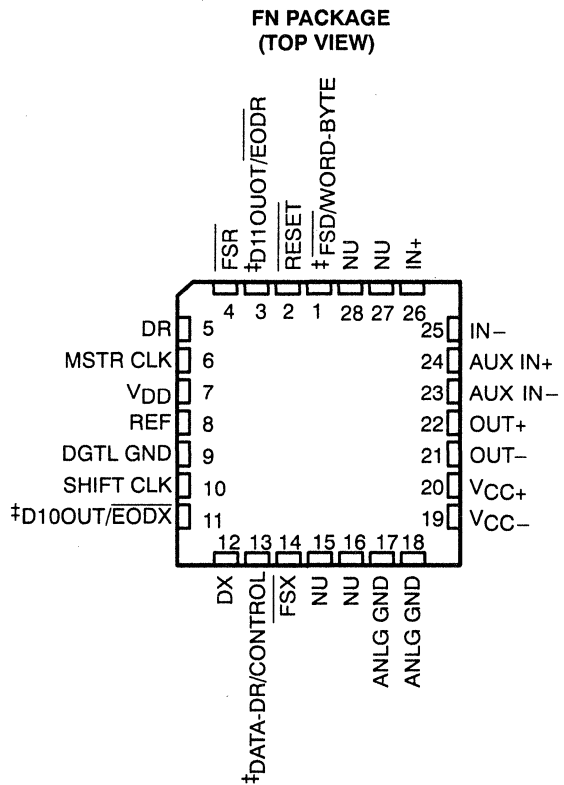 FN PACKAGE
(TOP VIEW)
FSR
‡D11OUOT/EODR
RESET
‡FSD/WORD-BYTE
NU
NU
IN+
4 3 2 1 28 27 26
DR 5
MSTR CLK 6
VDD 7
REF 8
DGTL GND 9
SHIFT CLK 10
‡D10OUT/EODX 11
25 IN−
24 AUX IN+
23 AUX IN−
22 OUT+
21 OUT−
20 VCC+
19 VCC−
12 13 14 15 16 17 18
DX
‡DATA-DR/CONTROL
FSX
NU
NU
ANLG GND
ANLG GND